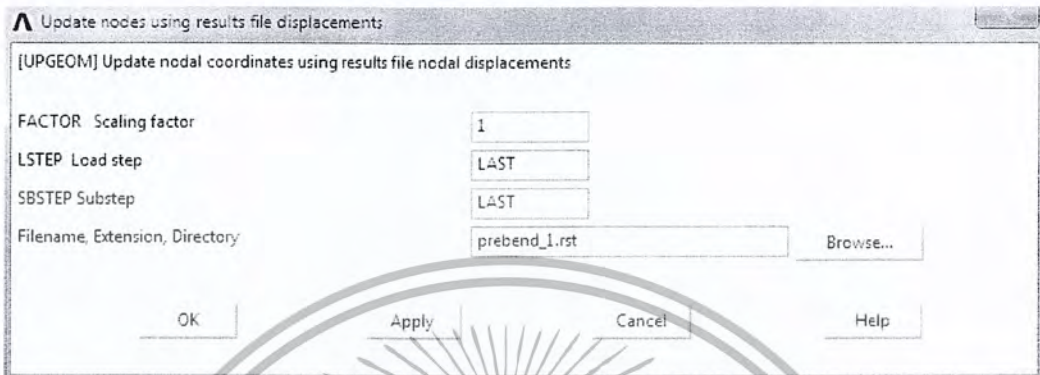 Update nodes using results file displacements
[UPGEOM] Update nodal coordinates using results file nodal displacements
FACTOR Scaling factor 1
LSTEP Load step LAST
SBSTEP Substep LAST
Filename, Extension, Directory prebend_1.rst Browse...
OK Apply Cancel Help